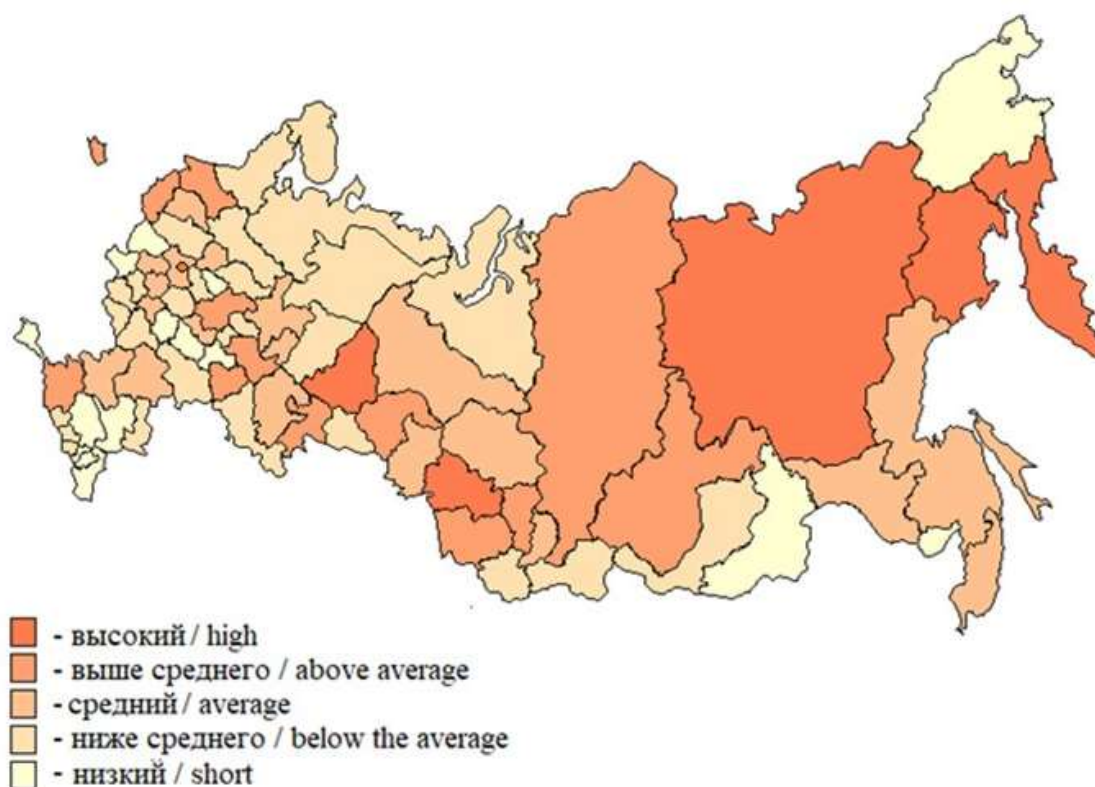 - высокий / high
- выше среднего / above average
- средний / average
- ниже среднего / below the average
- низкий / short